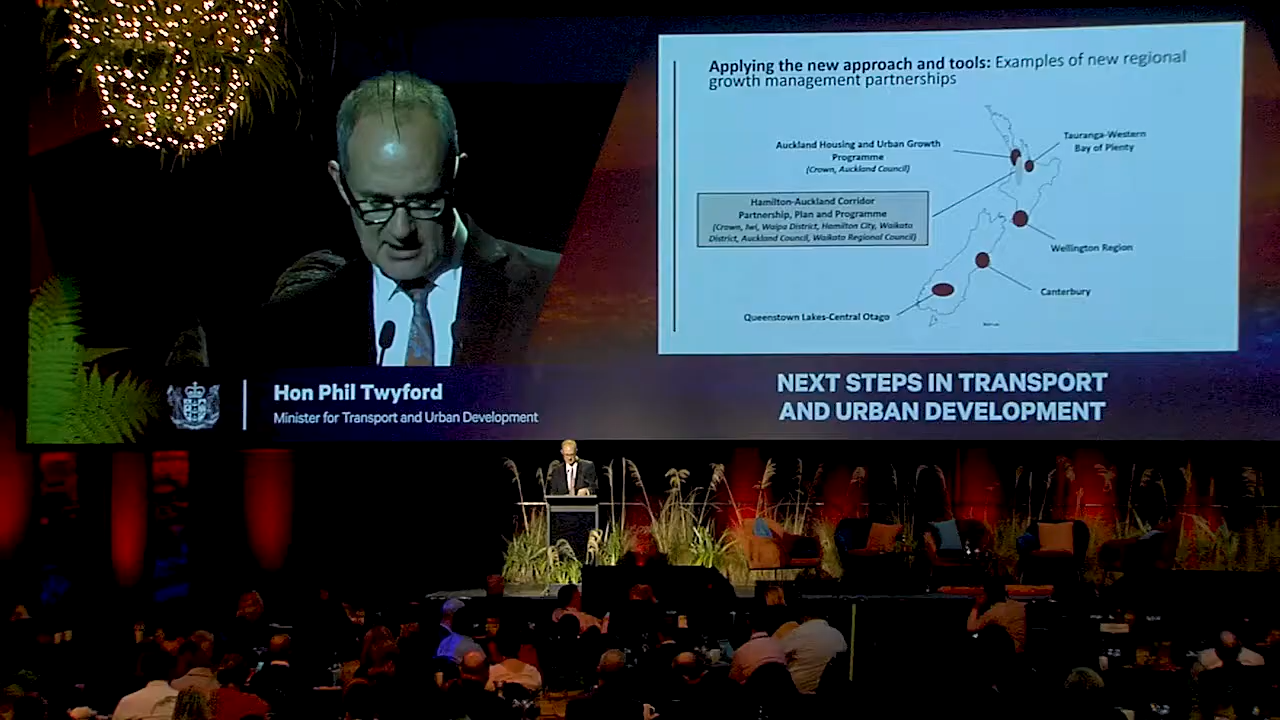 Applying the new approach and tools: Examples of new regional
growth management partnerships
Auckland Housing and Urban Growth
Programme
(Crown, Auckland Council)
Tauranga-Western
Bay of Plenty
Hamilton-Auckland Corridor
Partnership, Plan and Programme
(Crown, Iwi, Waipa District, Hamilton City, Waikato
District, Auckland Council, Waikato Regional Council)
Wellington Region
Canterbury
Queenstown Lakes-Central Otago
Hon Phil Twyford
Minister for Transport and Urban Development
NEXT STEPS IN TRANSPORT
AND URBAN DEVELOPMENT